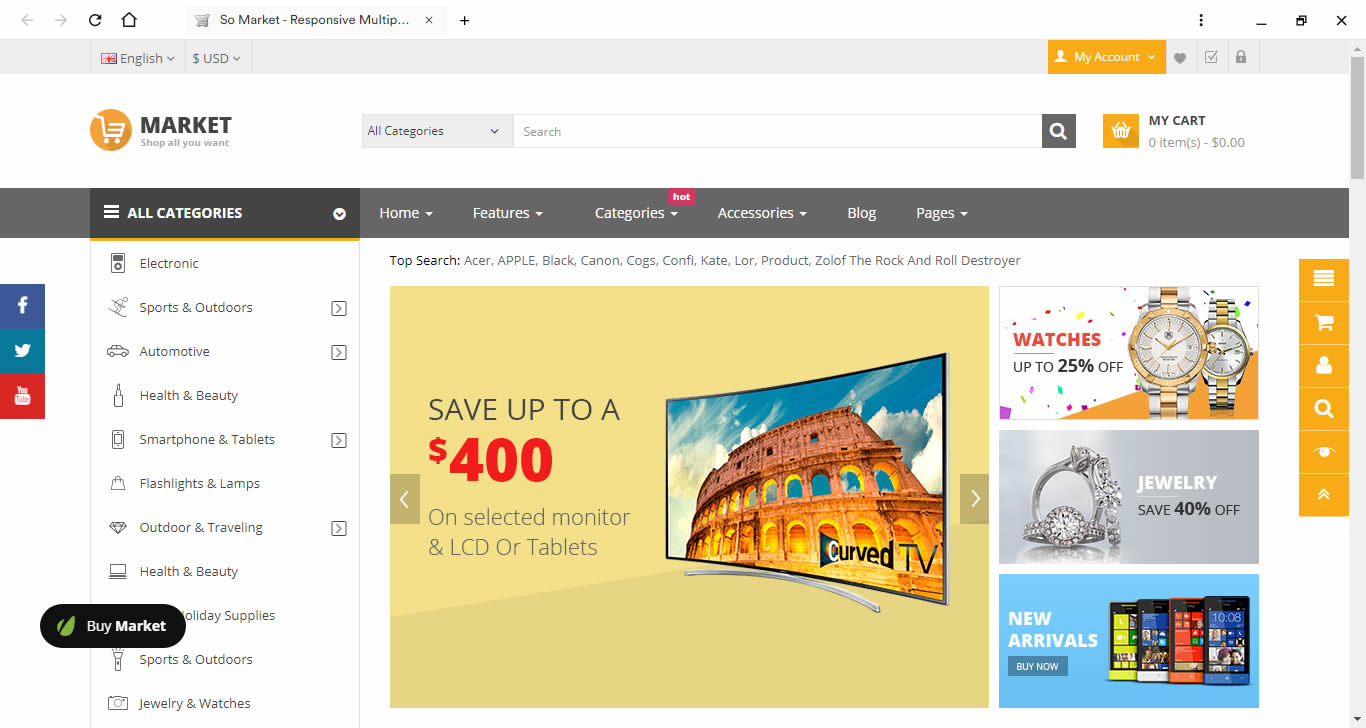 So Market - Responsive Multip...
English
$ USD
My Account
MARKET
Shop all you want
All Categories
Search
MY CART
0 item(s) - $0.00
ALL CATEGORIES
Home
Features
Categories
hot
Accessories
Blog
Pages
Top Search: Acer, APPLE, Black, Canon, Cogs, Confi, Kate, Lor, Product, Zolof The Rock And Roll Destroyer
Electronic
Sports & Outdoors
Automotive
Health & Beauty
Smartphone & Tablets
Flashlights & Lamps
Outdoor & Traveling
Health & Beauty
oliday Supplies
Sports & Outdoors
Jewelry & Watches
You
Tube
Buy Market
SAVE UP TO A
$400
On selected monitor
& LCD Or Tablets
Curved TV
WATCHES
UP TO 25% OFF
JEWELRY
SAVE 40% OFF
NEW
ARRIVALS
BUY NOW
10:08